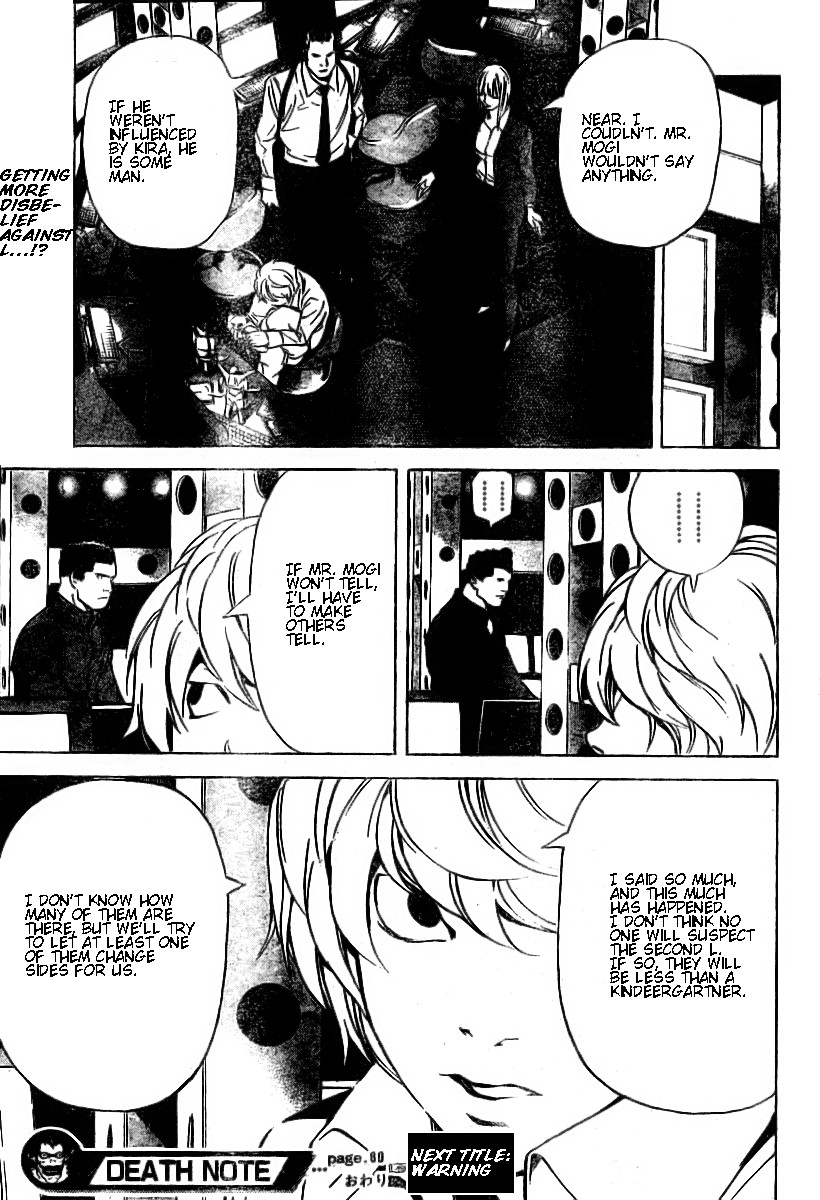 NEAR. I
COUDLN'T. MR.
MOGI
WOULDN'T SAY
ANYTHING.
IF HE
WEREN'T
INFLUENCED
BY KIRA, HE
IS SOME
MAN.
GETTING
MORE
DISBE-
LIEF
AGAINST
L...!?
IF MR. MOGI
WON'T TELL,
I'LL HAVE
TO MAKE
OTHERS
TELL.
I SAID SO MUCH,
AND THIS MUCH
HAS HAPPENED.
I DON'T THINK NO
ONE WILL SUSPECT
THE SECOND L.
IF SO, THEY WILL
BE LESS THAN A
KINDEERGARTNER.
I DON'T KNOW HOW
MANY OF THEM ARE
THERE, BUT WE'LL TRY
TO LET AT LEAST ONE
OF THEM CHANGE
SIDES FOR US.
DEATH NOTE
page.80
/おわり
NEXT TITLE:
WARNING